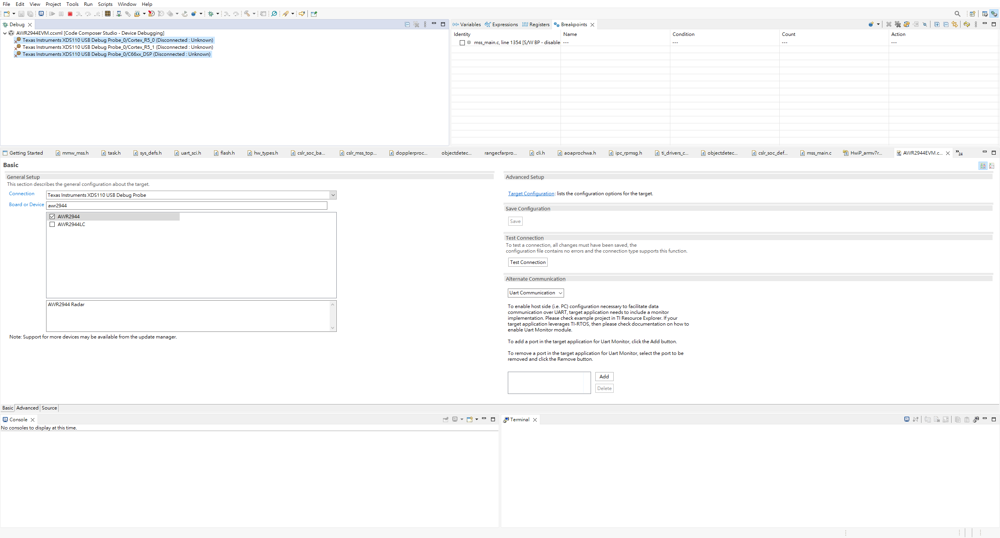 File Edit View Project Tools Run Scripts Window Help
Debug
AWR2944EVM.ccxml [Code Composer Studio - Device Debugging]
Texas Instruments XDS110 USB Debug Probe_0/Cortex_R5_0 (Disconnected : Unknown)
Texas Instruments XDS110 USB Debug Probe_0/Cortex_R5_1 (Disconnected : Unknown)
Texas Instruments XDS110 USB Debug Probe_0/C66xx_DSP (Disconnected : Unknown)
Variables Expressions Registers Breakpoints
Identity Name Condition Count Action
mss_main.c, line 1354 [S/W BP - disable --- --- --- ---
Getting Started mmw_mss.h task.h sys_defs.h uart_sci.h flash.h hw_types.h cslr_soc_ba... cslr_mss_top... dopplerproc... objectdetec... rangecfarpro... cli.h aoaprochwa.h ipc_rpmsg.h ti_drivers_c... objectdetec... cslr_soc_def... mss_main.c HwiP_armv7r... AWR2944EVM.c... 24
Basic
General Setup
This section describes the general configuration about the target.
Connection Texas Instruments XDS110 USB Debug Probe
Board or Device awr2944
AWR2944
AWR2944LC
AWR2944 Radar
Note: Support for more devices may be available from the update manager.
Advanced Setup
Target Configuration: lists the configuration options for the target.
Save Configuration
Save
Test Connection
To test a connection, all changes must have been saved, the
configuration file contains no errors and the connection type supports this function.
Test Connection
Alternate Communication
Uart Communication
To enable host side (i.e. PC) configuration necessary to facilitate data
communication over UART, target application needs to include a monitor
implementation. Please check example project in TI Resource Explorer. If your
target application leverages TI-RTOS, then please check documentation on how to
enable Uart Monitor module.
To add a port in the target application for Uart Monitor, click the Add button.
To remove a port in the target application for Uart Monitor, select the port to be
removed and click the Remove button.
Add
Delete
Basic Advanced Source
Console
No consoles to display at this time.
Terminal